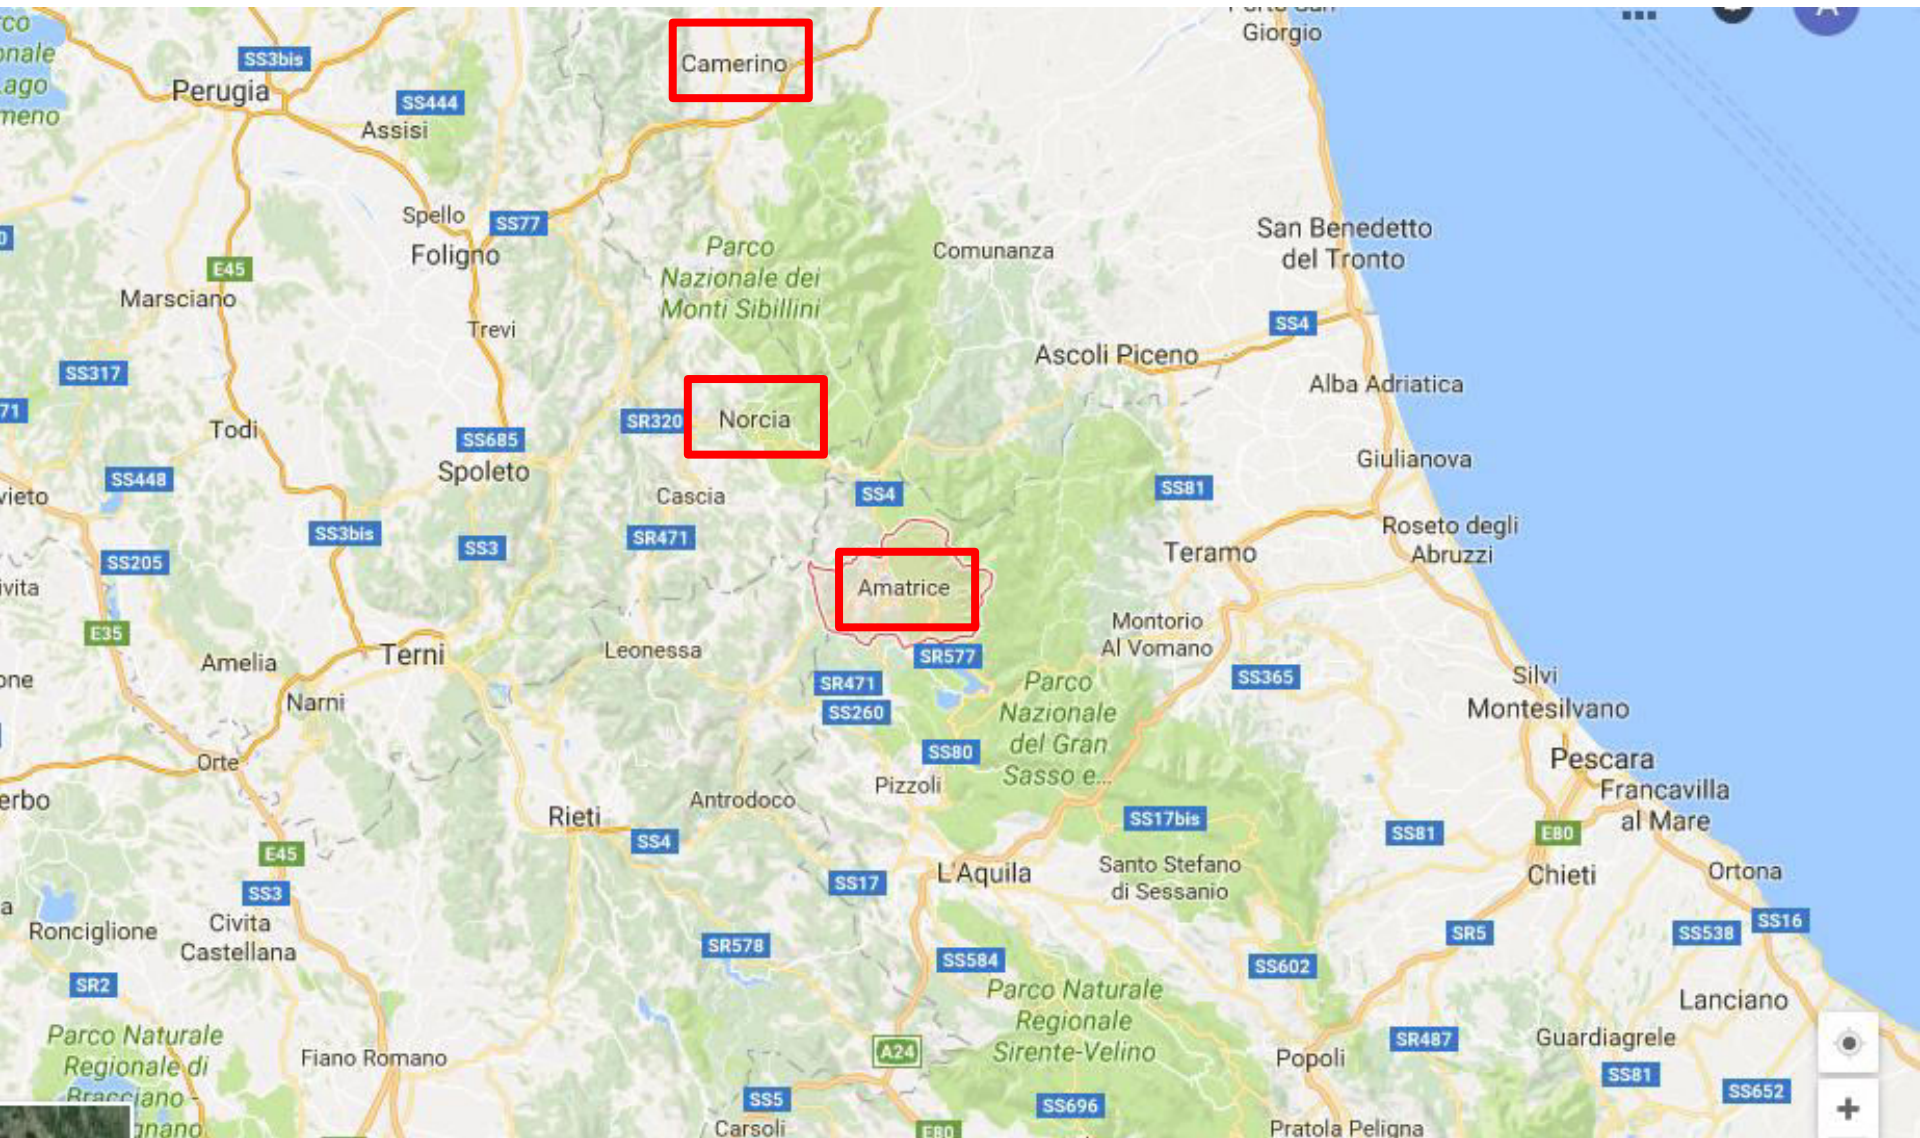 Giorgio
Camerino
SS3bis
Perugia
SS444
Assisi
Spello
SS77
Foligno
E45
Marsciano
Trevi
Parco
Nazionale dei
Monti Sibillini
Comunanza
San Benedetto
del Tronto
SS4
Ascoli Piceno
Alba Adriatica
SS317
71
Todi
SR320
Norcia
SS685
Spoleto
SS448
Cascia
SS4
SS81
Giulianova
SS3bis
SS3
SR471
SS205
Roseto degli
Abruzzi
Teramo
Amatrice
E35
Montorio
Al Vomano
Amelia
Terni
Leonessa
SR577
SS365
Silvi
Narni
SR471
SS260
Parco
Nazionale
del Gran
Sasso e...
Montesilvano
SS80
Orte
Pescara
Pizzoli
Francavilla
al Mare
Antrodoco
Rieti
SS4
SS17bis
SS81
E80
E45
SS3
SS17
L'Aquila
Santo Stefano
di Sessanio
Chieti
Ortona
Ronciglione
Civita
Castellana
SR578
SS584
SS602
SR5
SS538
SS16
SR2
Parco Naturale
Regionale
Sirente-Velino
Lanciano
Parco Naturale
Regionale di
Bracciano -
Fiano Romano
A24
Popoli
SR487
Guardiagrele
SS81
SS5
SS696
SS652
Carsoli
E80
Pratola Peligna